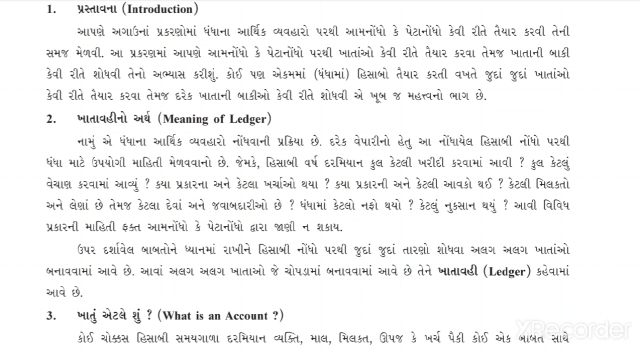 1. પ્રસ્તાવના (Introduction)
આપણે અગાઉનાં પ્રકરણોમાં ધંધાના આર્થિક વ્યવહારો પરથી આમનોંધો કે પેટાનોંધો કેવી રીતે તૈયાર કરવી તેની
સમજ મેળવી. આ પ્રકરણમાં આપણે આમનોંધો કે પેટાનોંધો પરથી ખાતાંઓ કેવી રીતે તૈયાર કરવા તેમજ ખાતાની બાકી
કેવી રીતે શોધવી તેનો અભ્યાસ કરીશું. કોઈ પણ એકમમાં (ધંધામાં) હિસાબો તૈયાર કરતી વખતે જુદાં જુદાં ખાતાંઓ
કેવી રીતે તૈયાર કરવા તેમજ દરેક ખાતાની બાકીઓ કેવી રીતે શોધવી એ ખૂબ જ મહત્ત્વનો ભાગ છે.
2. ખાતાવહીનો અર્થ (Meaning of Ledger)
નામું એ ધંધાના આર્થિક વ્યવહારો નોંધવાની પ્રક્રિયા છે. દરેક વેપારીનો હેતુ આ નોંધાયેલ હિસાબી નોંધો પરથી
ધંધા માટે ઉપયોગી માહિતી મેળવવાનો છે. જેમકે, હિસાબી વર્ષ દરમિયાન કુલ કેટલી ખરીદી કરવામાં આવી ? કુલ કેટલું
વેચાણ કરવામાં આવ્યું ? કયા પ્રકારના અને કેટલા ખર્ચાઓ થયા ? કયા પ્રકારની અને કેટલી આવકો થઈ ? કેટલી મિલકતો
અને લેણાં છે તેમજ કેટલા દેવાં અને જવાબદારીઓ છે ? ધંધામાં કેટલો નફો થયો ? કેટલું નુકસાન થયું ? આવી વિવિધ
પ્રકારની માહિતી ફક્ત આમનોંધો કે પેટાનોંધો દ્વારા જાણી ન શકાય.
ઉપર દર્શાવેલ બાબતોને ધ્યાનમાં રાખીને હિસાબી નોંધો પરથી જુદાં જુદાં તારણો શોધવા અલગ અલગ ખાતાંઓ
બનાવવામાં આવે છે. આવાં અલગ અલગ ખાતાઓ જે ચોપડામાં બનાવવામાં આવે છે તેને ખાતાવહી (Ledger) કહેવામાં
આવે છે.
3. ખાતું એટલે શું ? (What is an Account ?)
કોઈ ચોક્કસ હિસાબી સમયગાળા દરમિયાન વ્યક્તિ, માલ, મિલકત, ઊપજ કે ખર્ચ પૈકી કોઈ એક બાબત સાથે
XRecorder